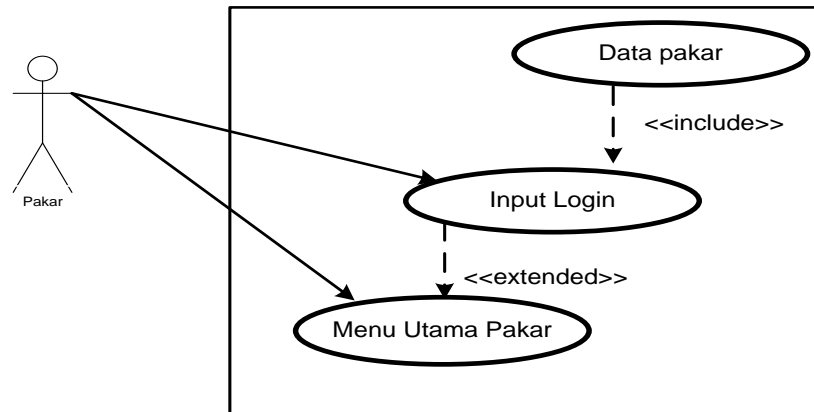 Data pakar
<<include>>
Pakar
Input Login
<<extended>>
Menu Utama Pakar